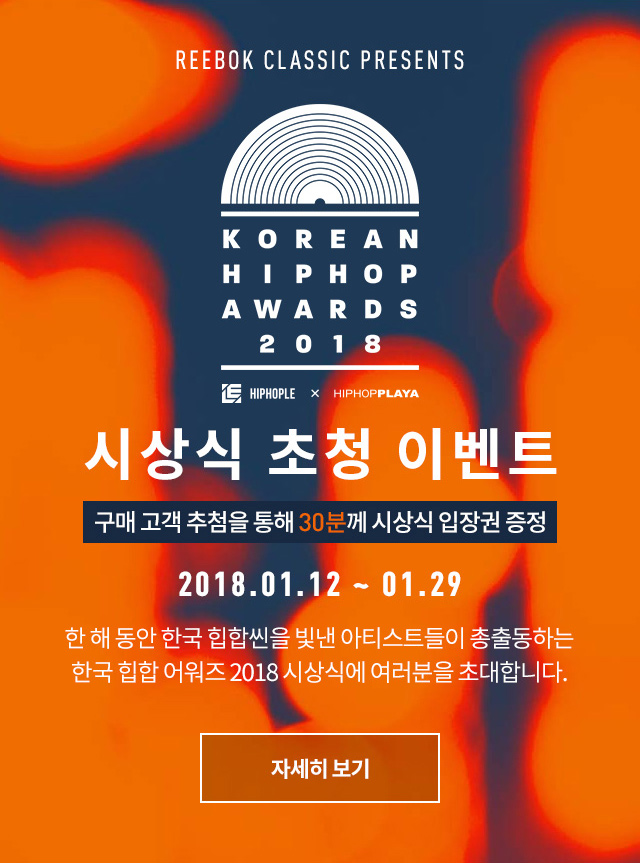 REEBOK CLASSIC PRESENTS
KOREAN
HIPHOP
AWARDS
2018
HIPHOPLE × HIPHOPPLAYA
시상식 초청 이벤트
구매 고객 추첨을 통해 30분께 시상식 입장권 증정
2018.01.12 ~ 01.29
한 해 동안 한국 힙합씬을 빛낸 아티스트들이 총출동하는
한국 힙합 어워즈 2018 시상식에 여러분을 초대합니다.
자세히 보기